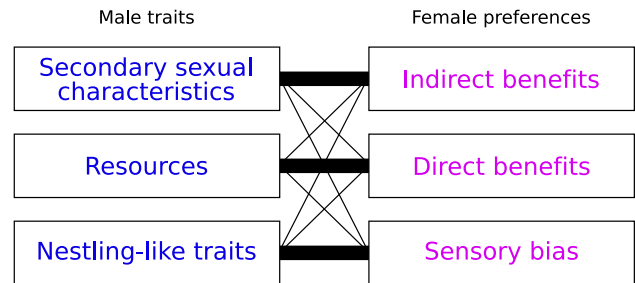 Male traits
Female preferences
Secondary sexual
characteristics
Indirect benefits
Resources
Direct benefits
Nestling-like traits
Sensory bias